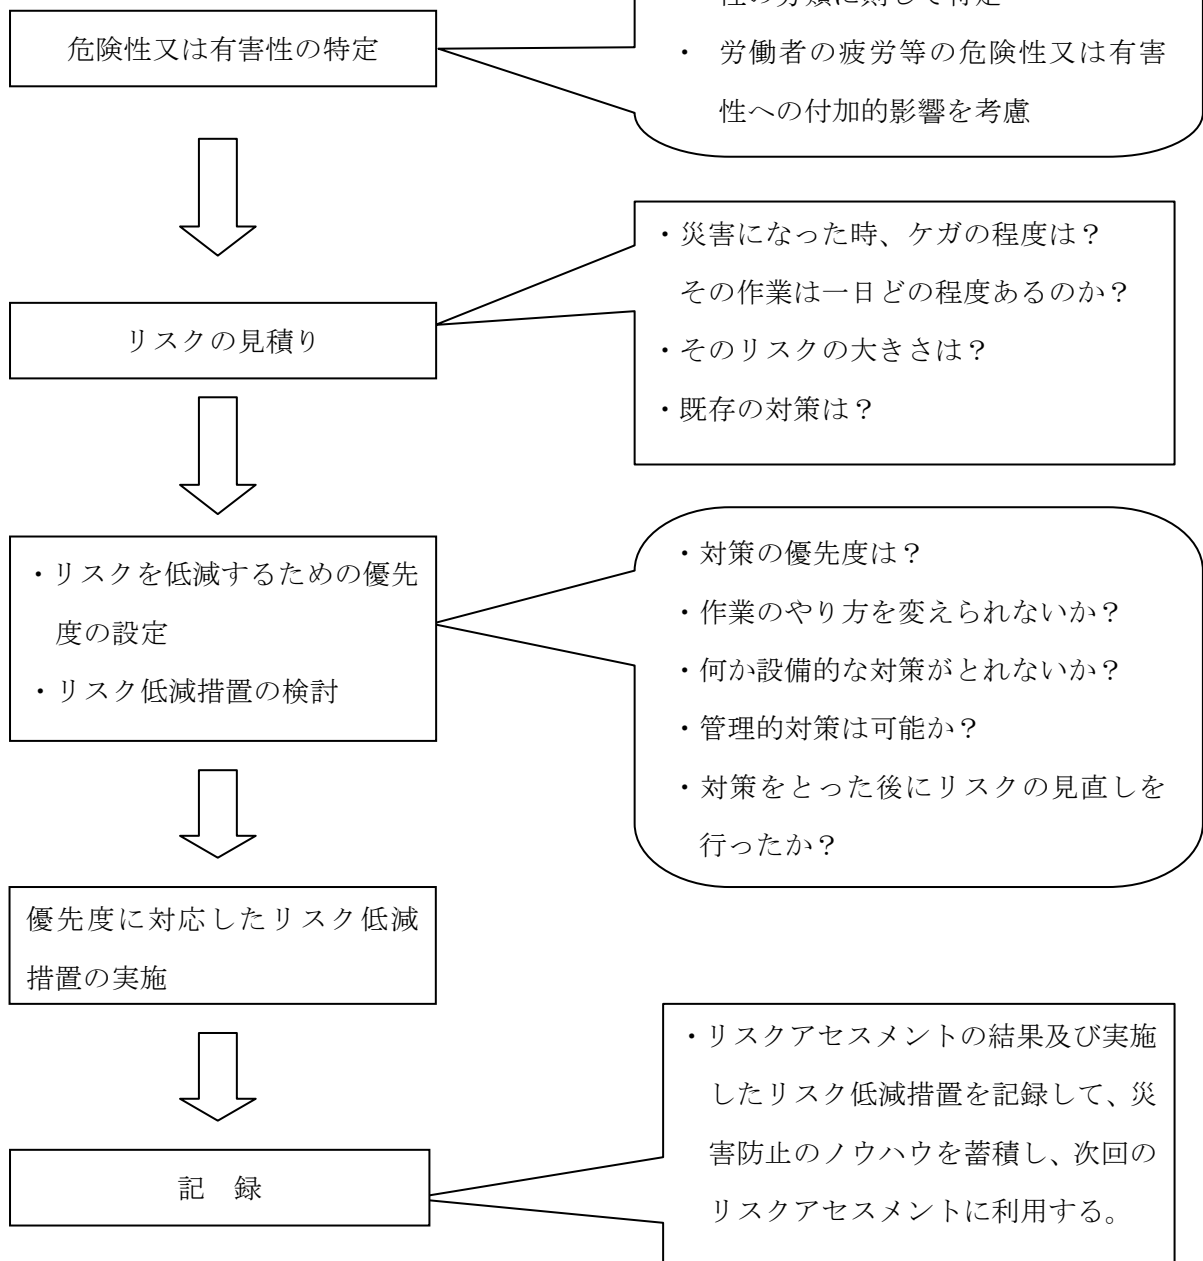 危険性又は有害性の特定
・ 労働者の疲労等の危険性又は有害
性への付加的影響を考慮
・災害になった時、ケガの程度は？
その作業は一日どの程度あるのか？
・そのリスクの大きさは？
・既存の対策は？
リスクの見積り
・リスクを低減するための優先
度の設定
・リスク低減措置の検討
・対策の優先度は？
・作業のやり方を変えられないか？
・何か設備的な対策がとれないか？
・管理的対策は可能か？
・対策をとった後にリスクの見直しを
行ったか？
優先度に対応したリスク低減
措置の実施
・リスクアセスメントの結果及び実施
したリスク低減措置を記録して、災
害防止のノウハウを蓄積し、次回の
リスクアセスメントに利用する。
記　録